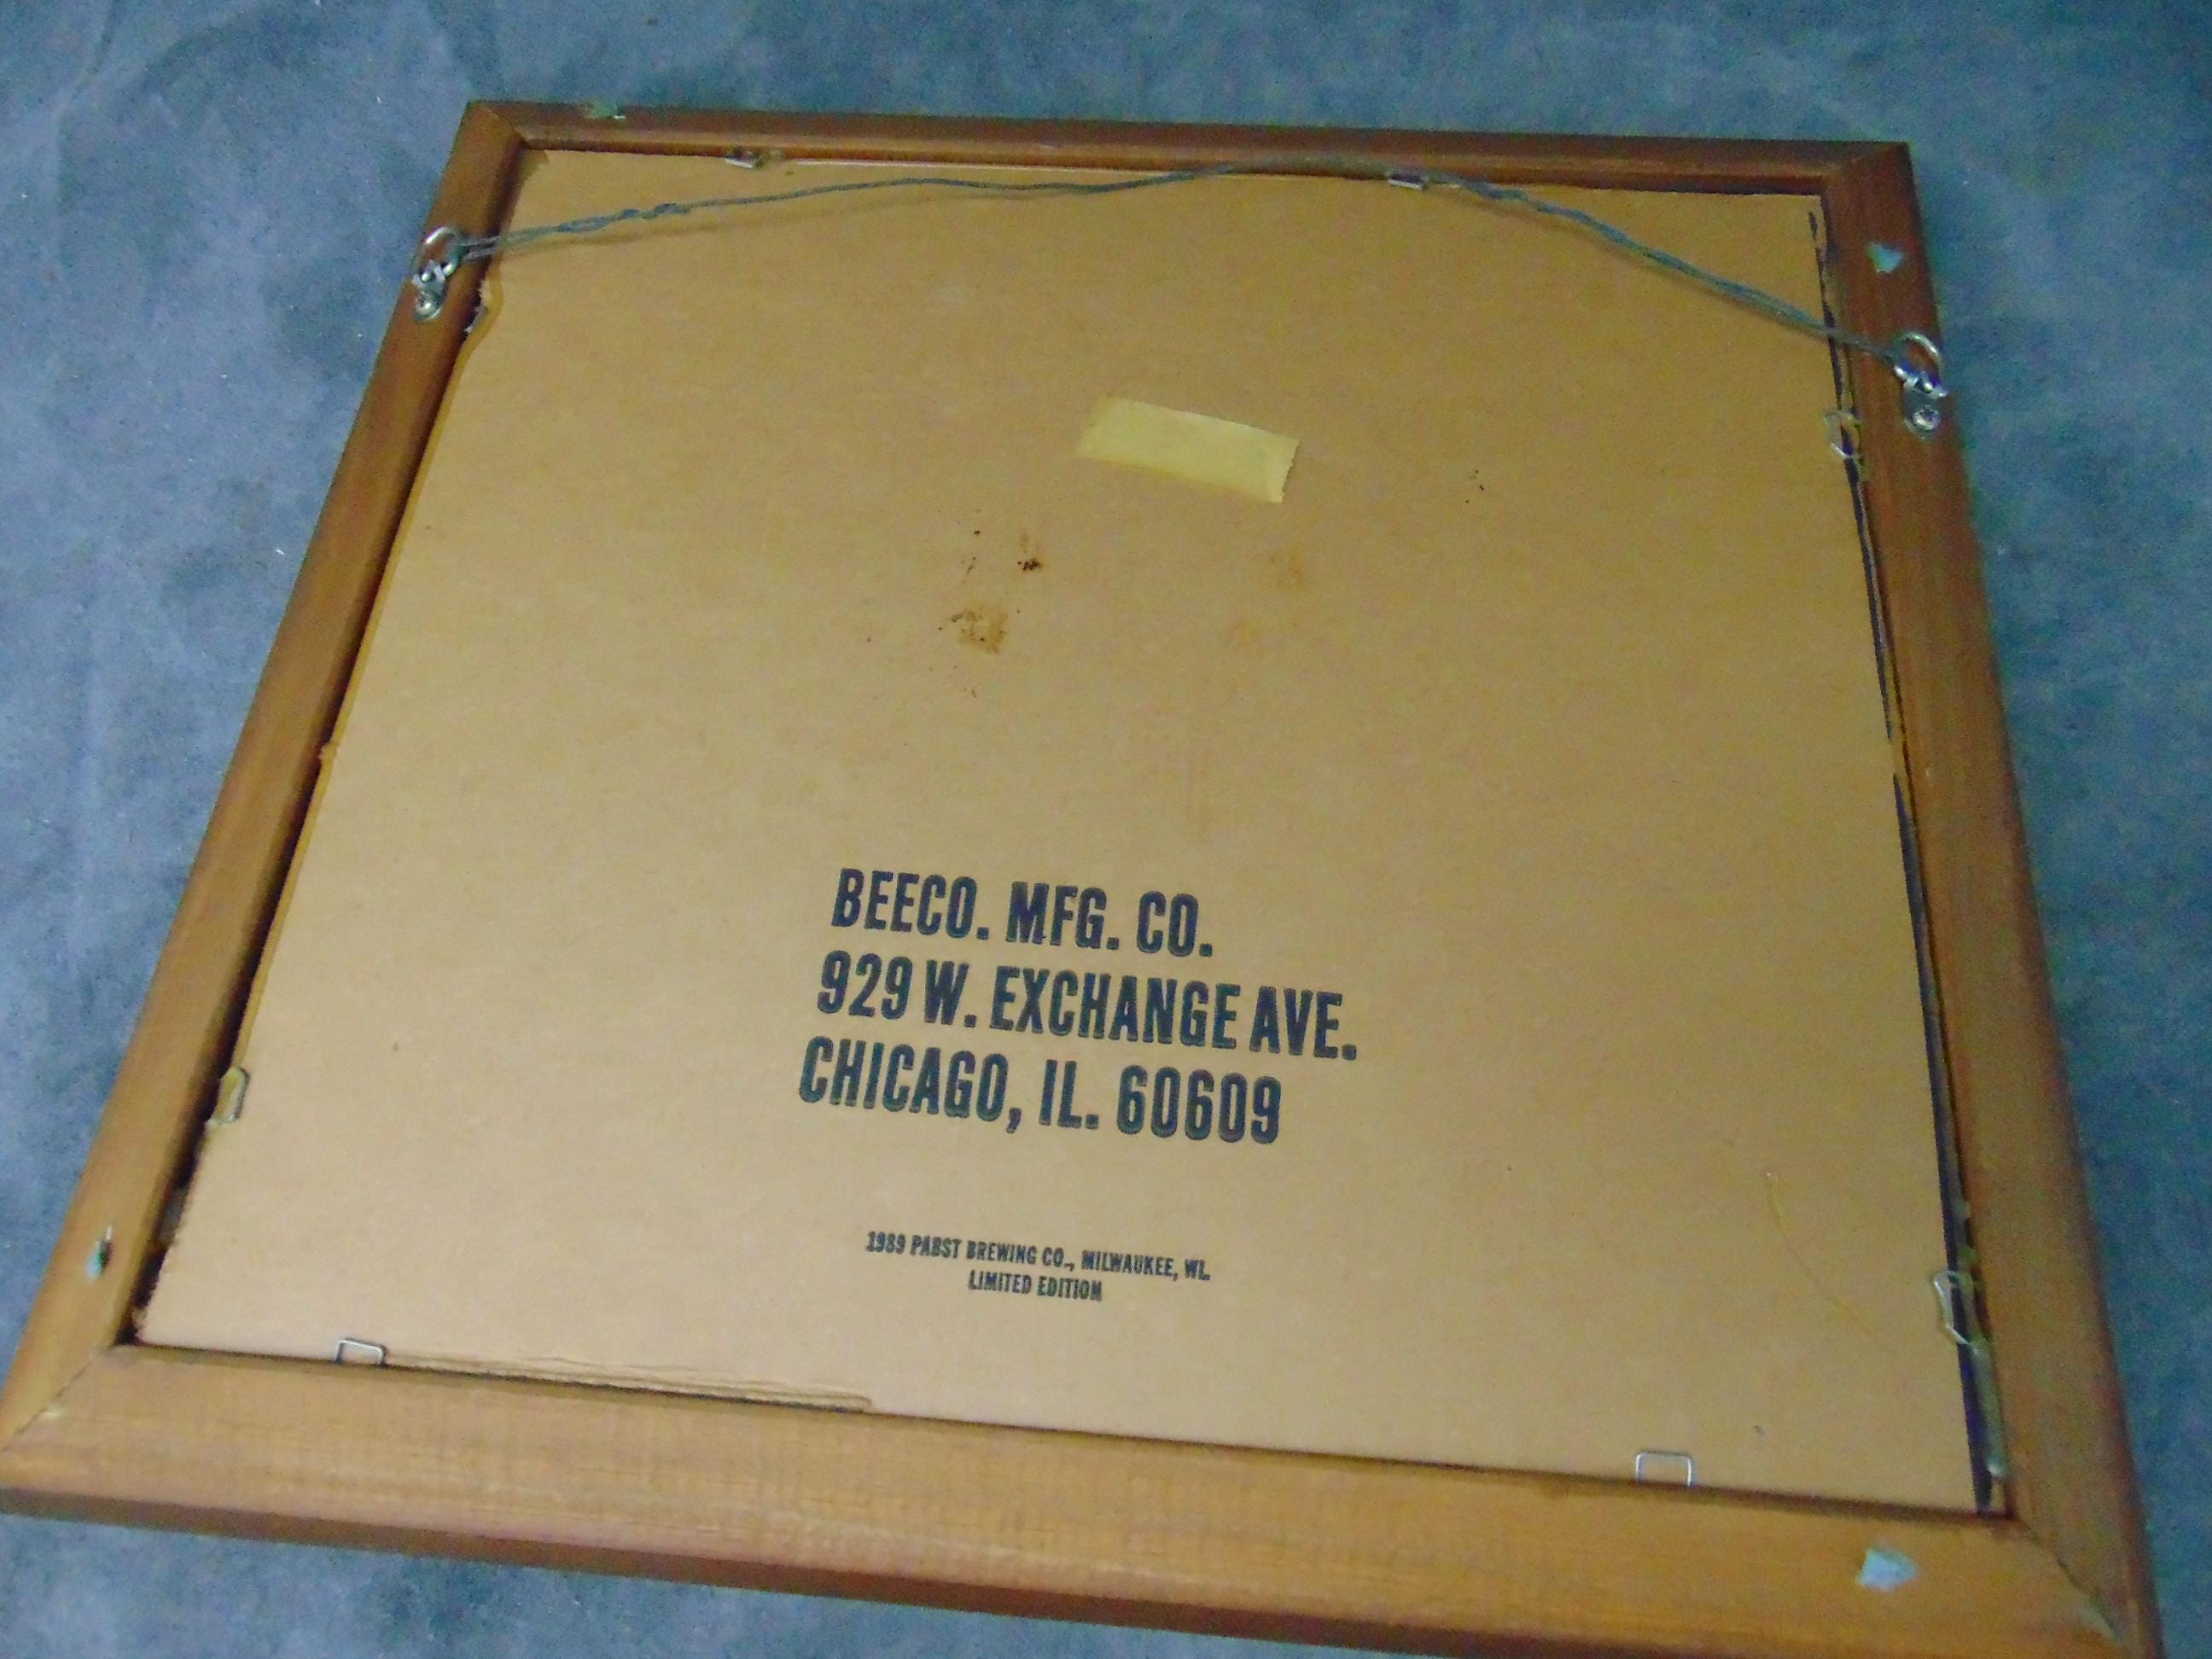 BEECO. MFG. CO.
929 W. EXCHANGE AVE.
CHICAGO, IL. 60609
1989 PABST BREWING CO., MILWAUKEE, WI.
LIMITED EDITION